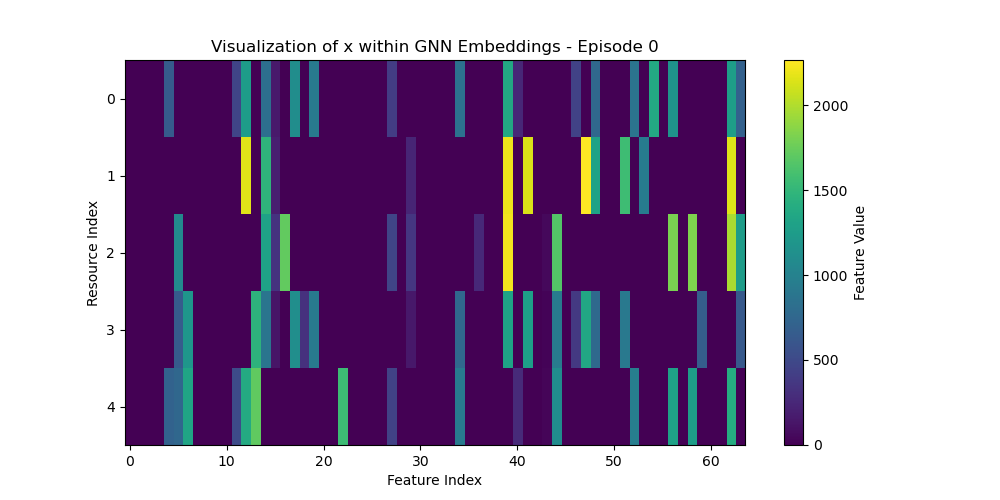 Visualization of x within GNN Embeddings - Episode 0
Resource Index
0
1
2
3
4
0 10 20 30 40 50 60
Feature Index
2000
1500
1000
500
0
Feature Value